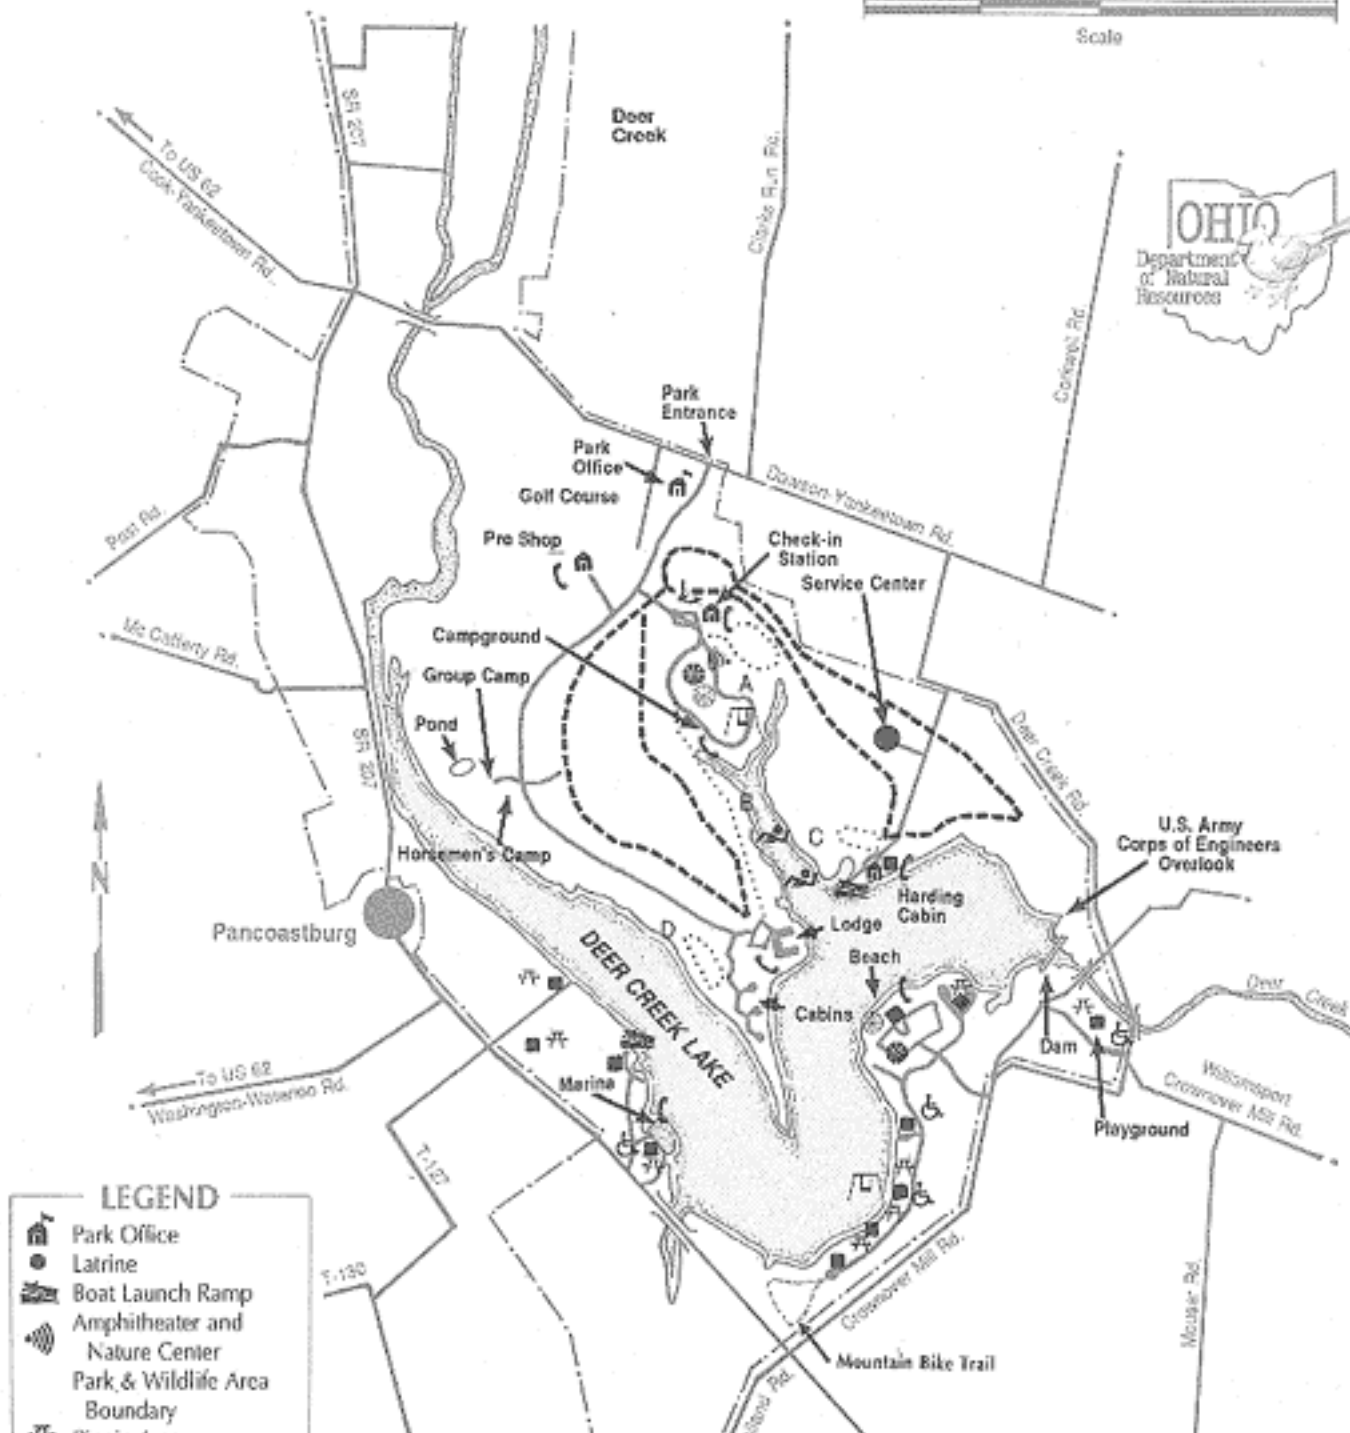 Scale
Deer
Creek
SR 207
To US 62
Cook-Yankeetown Rd.
Clarks Run Rd.
OHIO
Department
of Natural
Resources
Corkwell Rd.
Park
Entrance
Park
Office
Golf Course
Dawson-Yankeetown Rd.
Post Rd.
Pro Shop
Check-in
Station
Service Center
Mc Cafferty Rd.
Campground
Group Camp
A
Pond
SR 207
Deer Creek Rd.
B
C
U.S. Army
Corps of Engineers
Overlook
Horsemen's Camp
N
Harding
Cabin
Pancoastburg
D
Lodge
DEER CREEK LAKE
Beach
Cabins
Deer Creek
Dam
To US 62
Washington-Waterloo Rd.
Marina
Williamsport
Crownover Mill Rd.
Playground
T-127
LEGEND
Park Office
Latrine
Boat Launch Ramp
Amphitheater and
Nature Center
Park & Wildlife Area
Boundary
T-130
Crownover Mill Rd.
Mouser Rd.
Mountain Bike Trail
Rd.